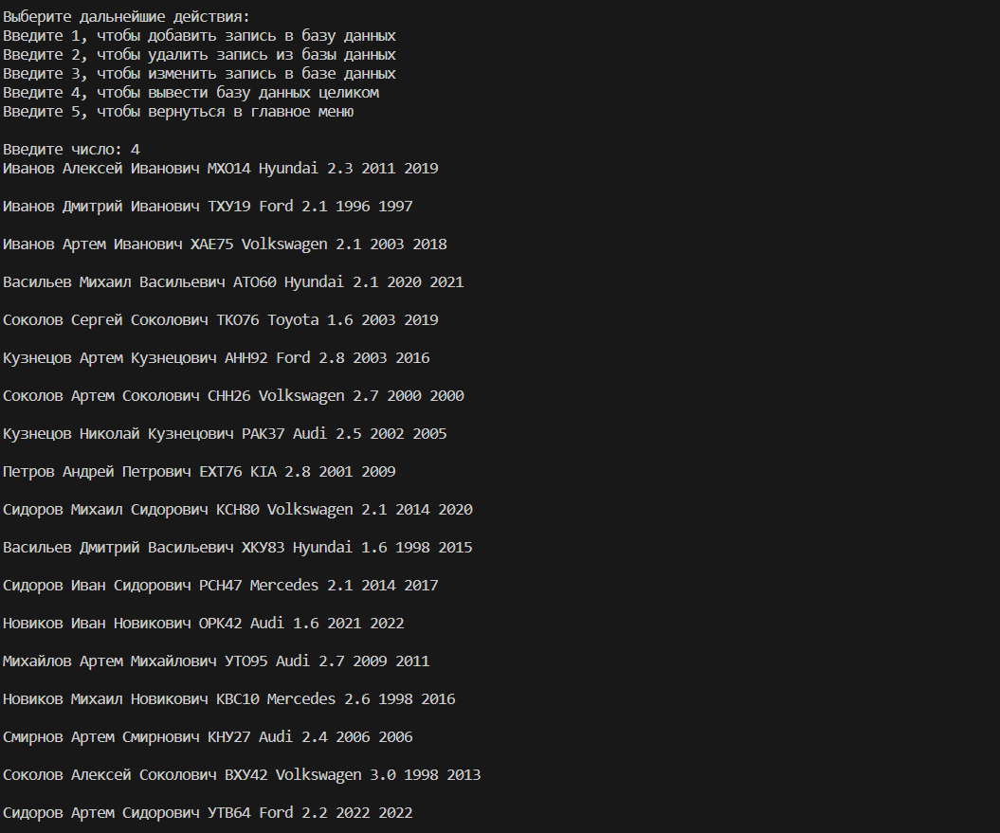 Выберите дальнейшие действия:
Введите 1, чтобы добавить запись в базу данных
Введите 2, чтобы удалить запись из базы данных
Введите 3, чтобы изменить запись в базе данных
Введите 4, чтобы вывести базу данных целиком
Введите 5, чтобы вернуться в главное меню
Введите число: 4
Иванов Алексей Иванович МХО14 Hyundai 2.3 2011 2019
Иванов Дмитрий Иванович ТХУ19 Ford 2.1 1996 1997
Иванов Артем Иванович ХАЕ75 Volkswagen 2.1 2003 2018
Васильев Михаил Васильевич АТО60 Hyundai 2.1 2020 2021
Соколов Сергей Соколович ТКО76 Toyota 1.6 2003 2019
Кузнецов Артем Кузнецович АНН92 Ford 2.8 2003 2016
Соколов Артем Соколович СНН26 Volkswagen 2.7 2000 2000
Кузнецов Николай Кузнецович РАК37 Audi 2.5 2002 2005
Петров Андрей Петрович ЕХТ76 KIA 2.8 2001 2009
Сидоров Михаил Сидорович КСН80 Volkswagen 2.1 2014 2020
Васильев Дмитрий Васильевич ХКУ83 Hyundai 1.6 1998 2015
Сидоров Иван Сидорович РСН47 Mercedes 2.1 2014 2017
Новиков Иван Новикович ОРК42 Audi 1.6 2021 2022
Михайлов Артем Михайлович УТО95 Audi 2.7 2009 2011
Новиков Михаил Новикович КВС10 Mercedes 2.6 1998 2016
Смирнов Артем Смирнович КНУ27 Audi 2.4 2006 2006
Соколов Алексей Соколович ВХУ42 Volkswagen 3.0 1998 2013
Сидоров Артем Сидорович УТВ64 Ford 2.2 2022 2022